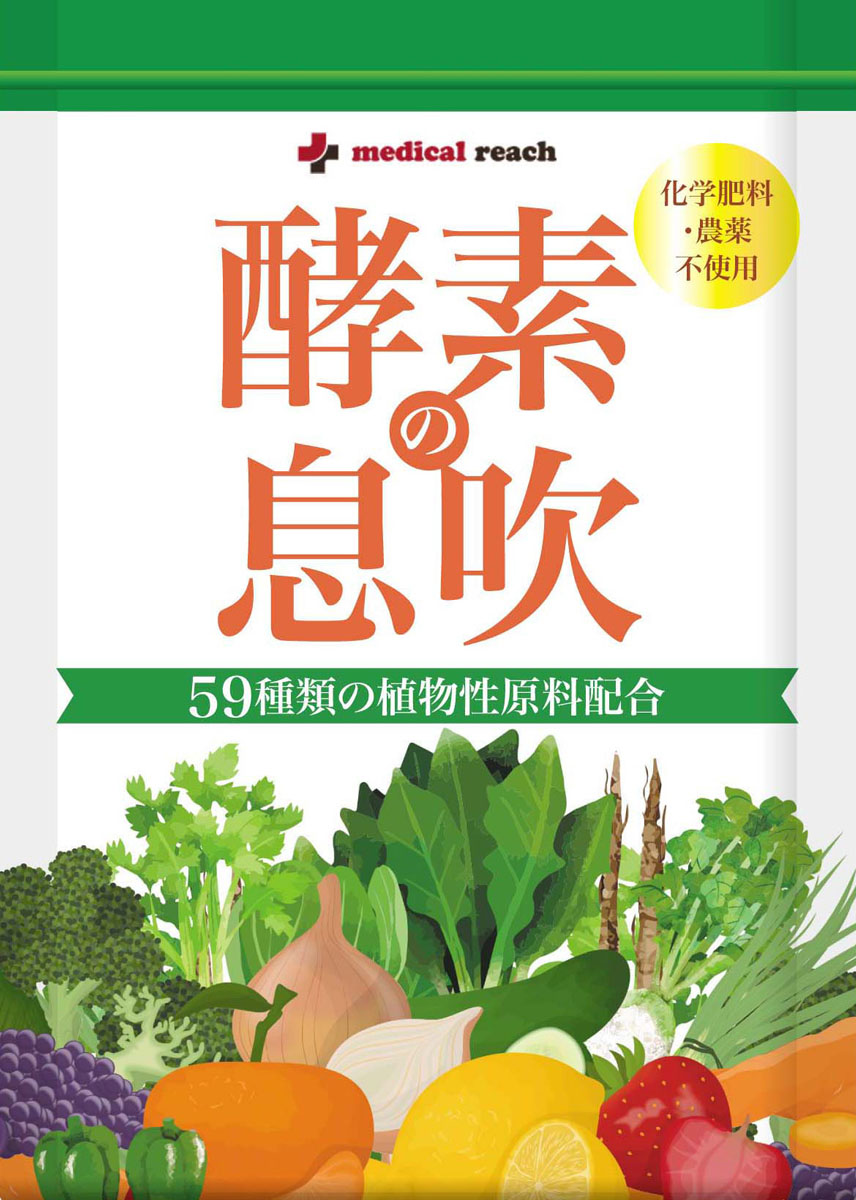 medical reach
化学肥料
・農薬
不使用
酵素
の
息吹
59種類の植物性原料配合